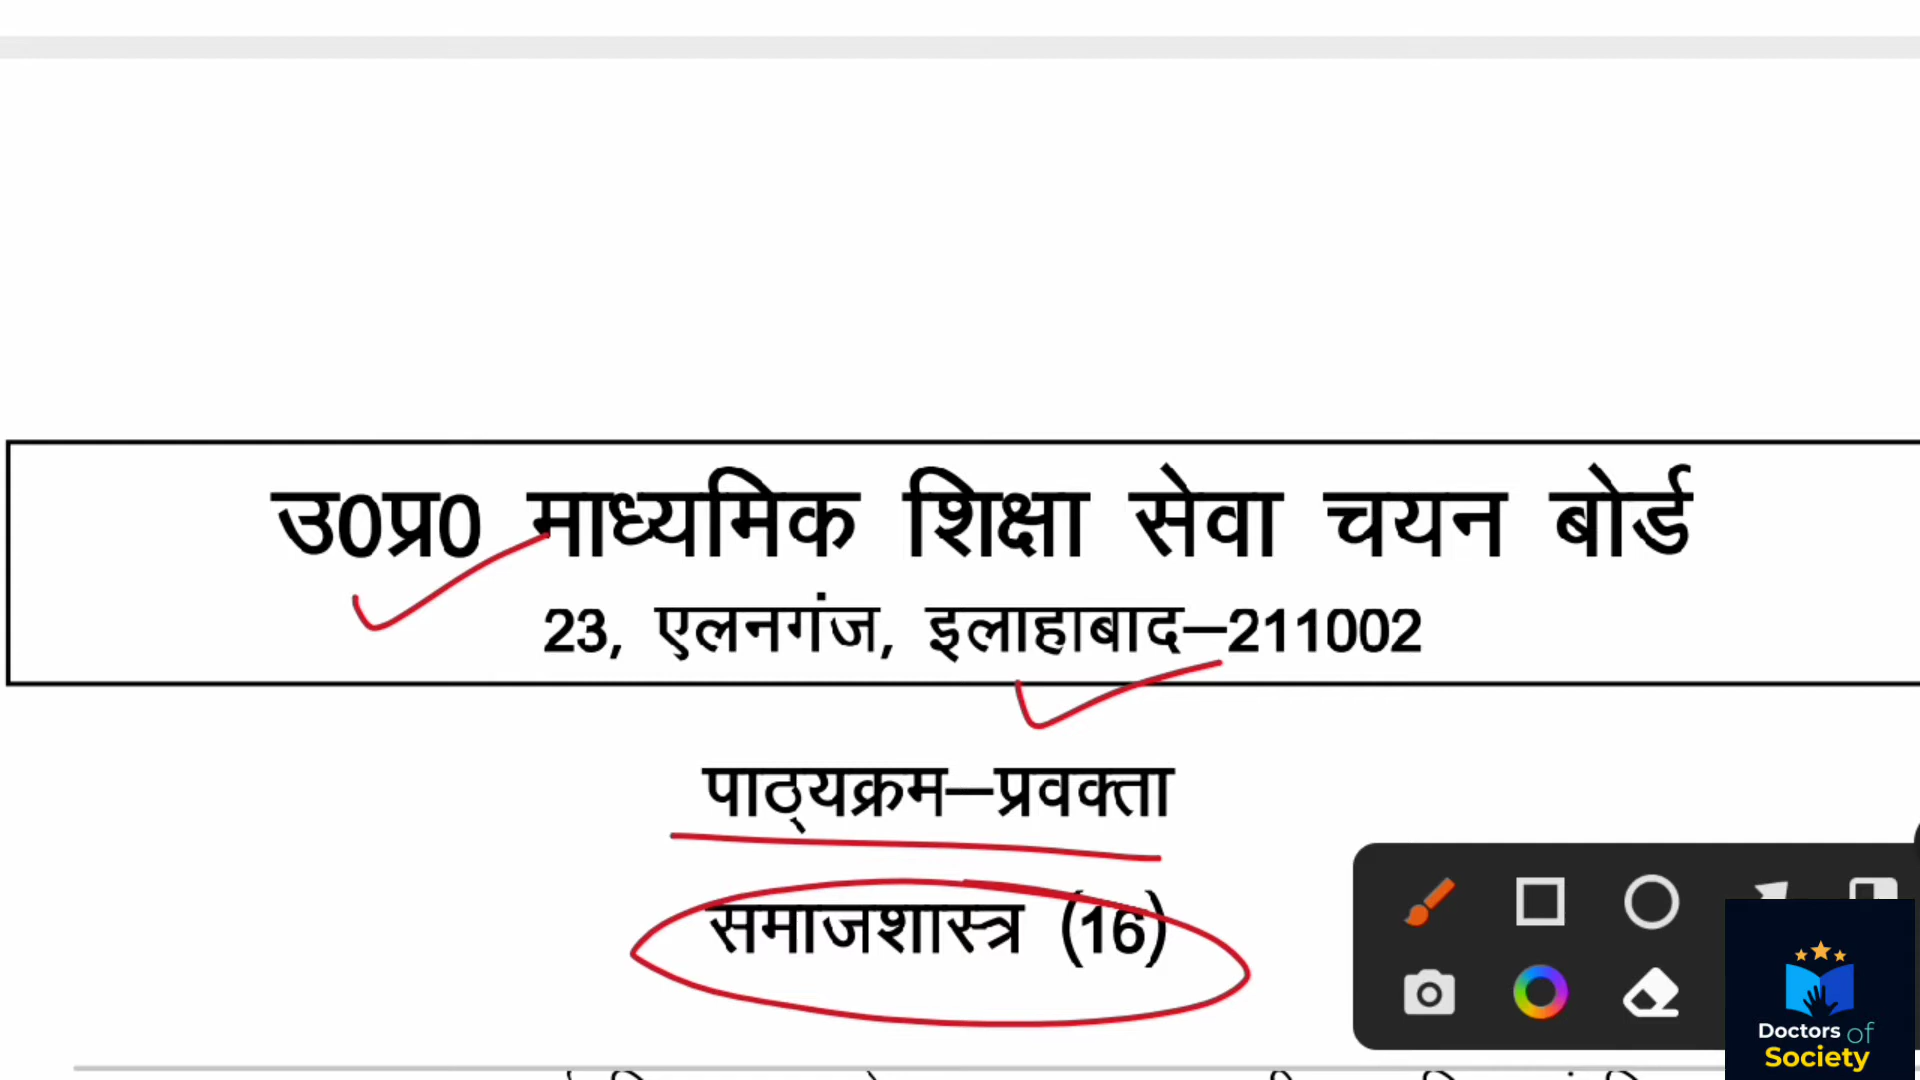 उ0प्र0 माध्यमिक शिक्षा सेवा चयन बोर्ड
23, एलनगंज, इलाहाबाद–211002
पाठ्यक्रम–प्रवक्ता
समाजशास्त्र (16)
Doctors of
Society